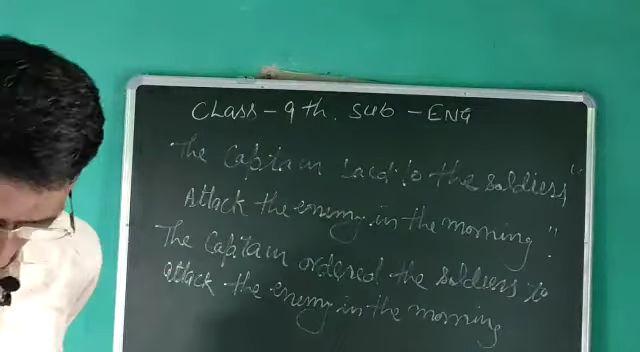 Class - 9th. Sub - ENG
The Captain said to the soldiers "
Attack the enemy in the morning".
The Captain ordered the soldiers to
attack the enemy in the morning